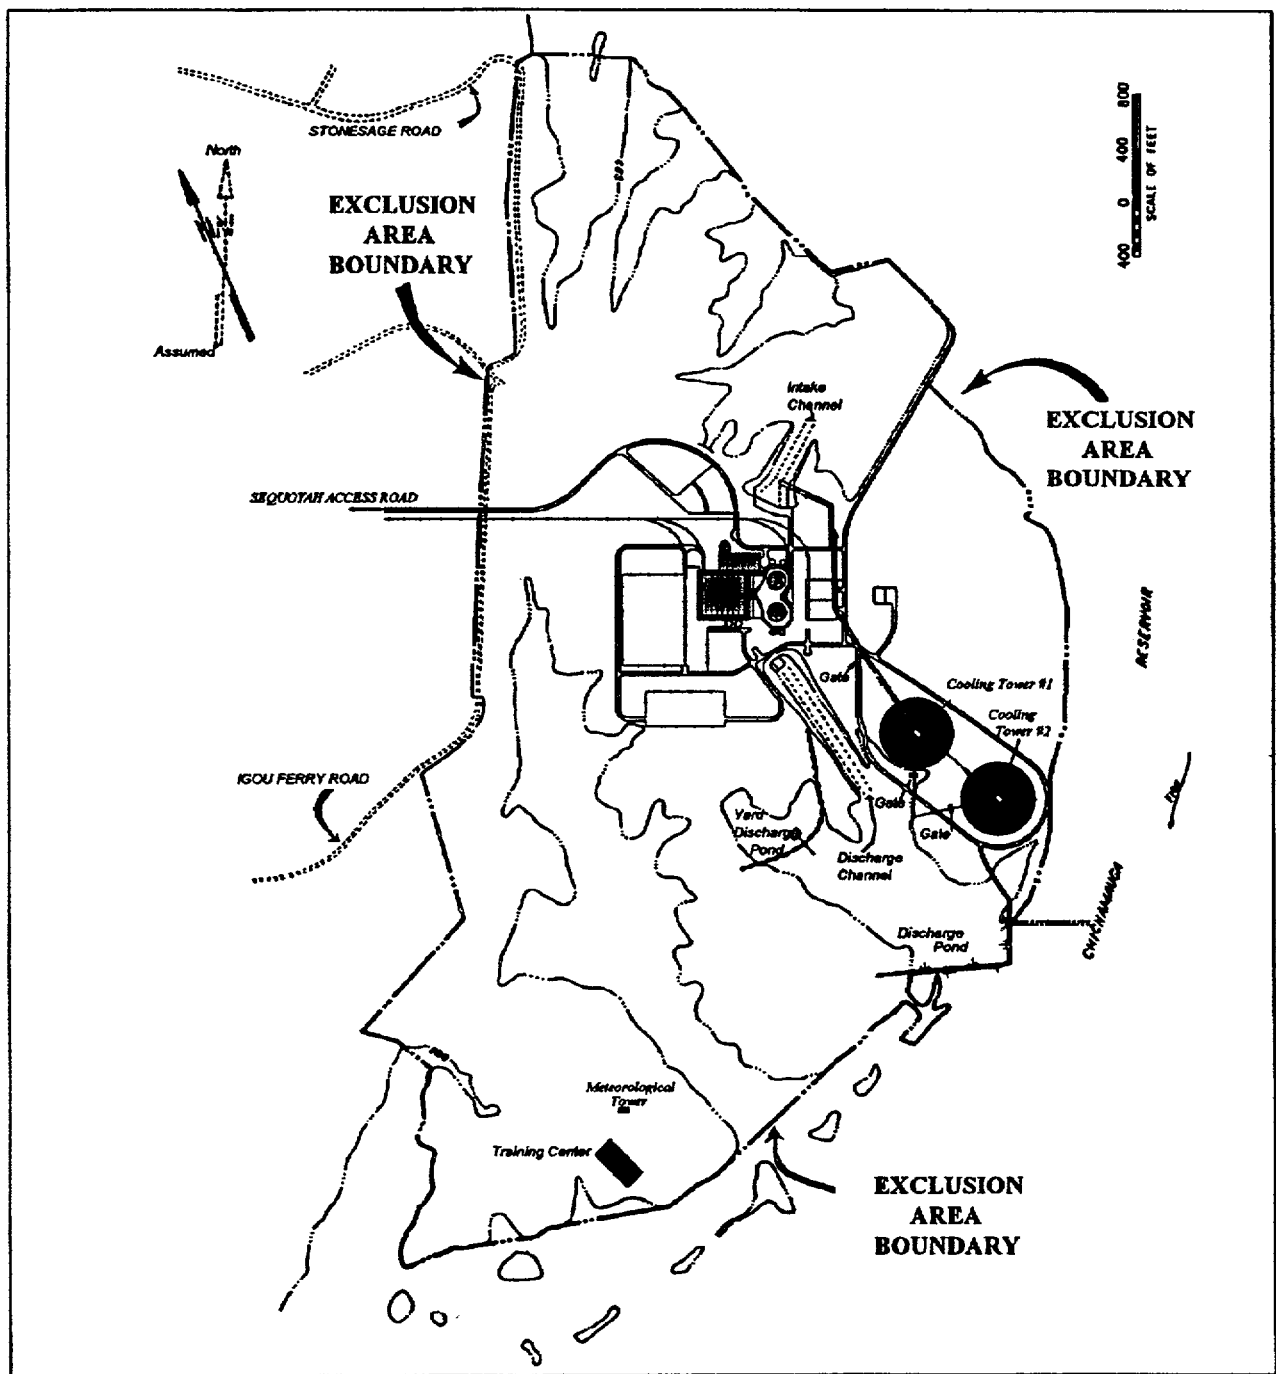 STONESAGE ROAD
North
Assumed
EXCLUSION
AREA
BOUNDARY
800
400
0
400
SCALE OF FEET
Intake
Channel
EXCLUSION
AREA
BOUNDARY
SEQUOYAH ACCESS ROAD
RESERVOIR
Gate
Cooling Tower #1
Cooling
Tower #2
IGOU FERRY ROAD
Gate
Gate
Yard
Discharge
Pond
Discharge
Channel
CHICKAMAUGA
Discharge
Pond
Meteorological
Tower
Training Center
EXCLUSION
AREA
BOUNDARY